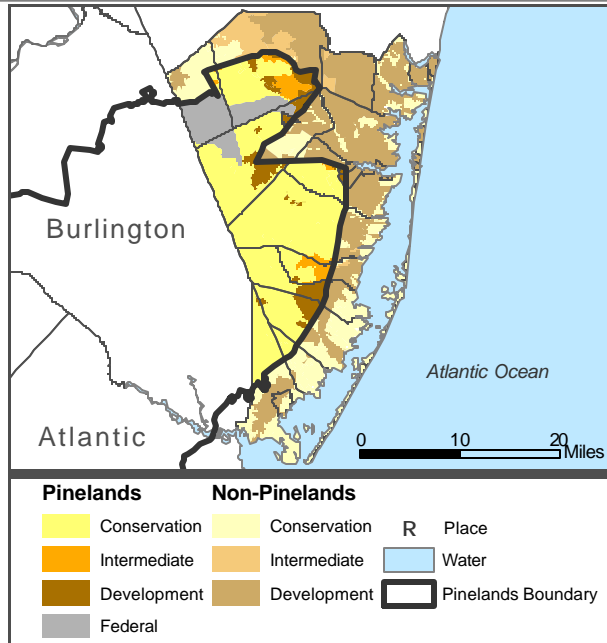 Burlington
Atlantic Ocean
Atlantic
0 10 20
Miles
Pinelands Non-Pinelands
Conservation Conservation R Place
Intermediate Intermediate Water
Development Development Pinelands Boundary
Federal